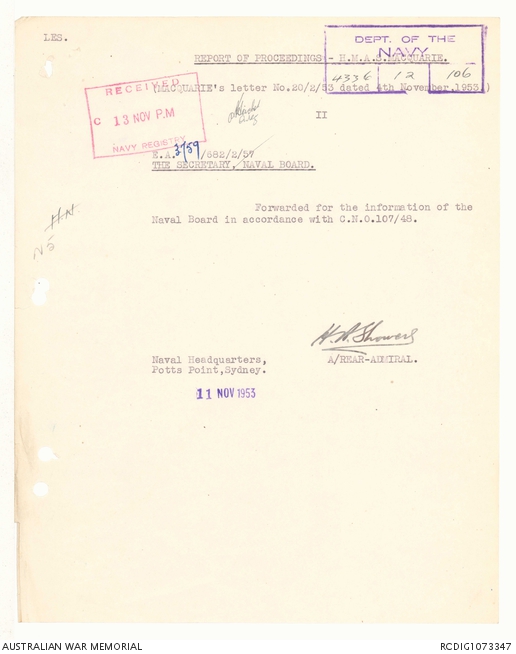 LES.
DEPT. OF THE
NAVY
4336 | 12 | 106
REPORT OF PROCEEDINGS - H.M.A.S. MACQUARIE.
(MACQUARIE's letter No.20/2/53 dated 4th November, 1953.)
RECEIVED
C 13 NOV P.M
NAVY REGISTRY
II
E.A. 3759/682/2/57
THE SECRETARY, NAVAL BOARD.
Forwarded for the information of the
Naval Board in accordance with C.N.O.107/48.
H.A. Showers
Naval Headquarters, A/REAR-ADMIRAL.
Potts Point,Sydney.
11 NOV 1953
AUSTRALIAN WAR MEMORIAL
RCDIG1073347